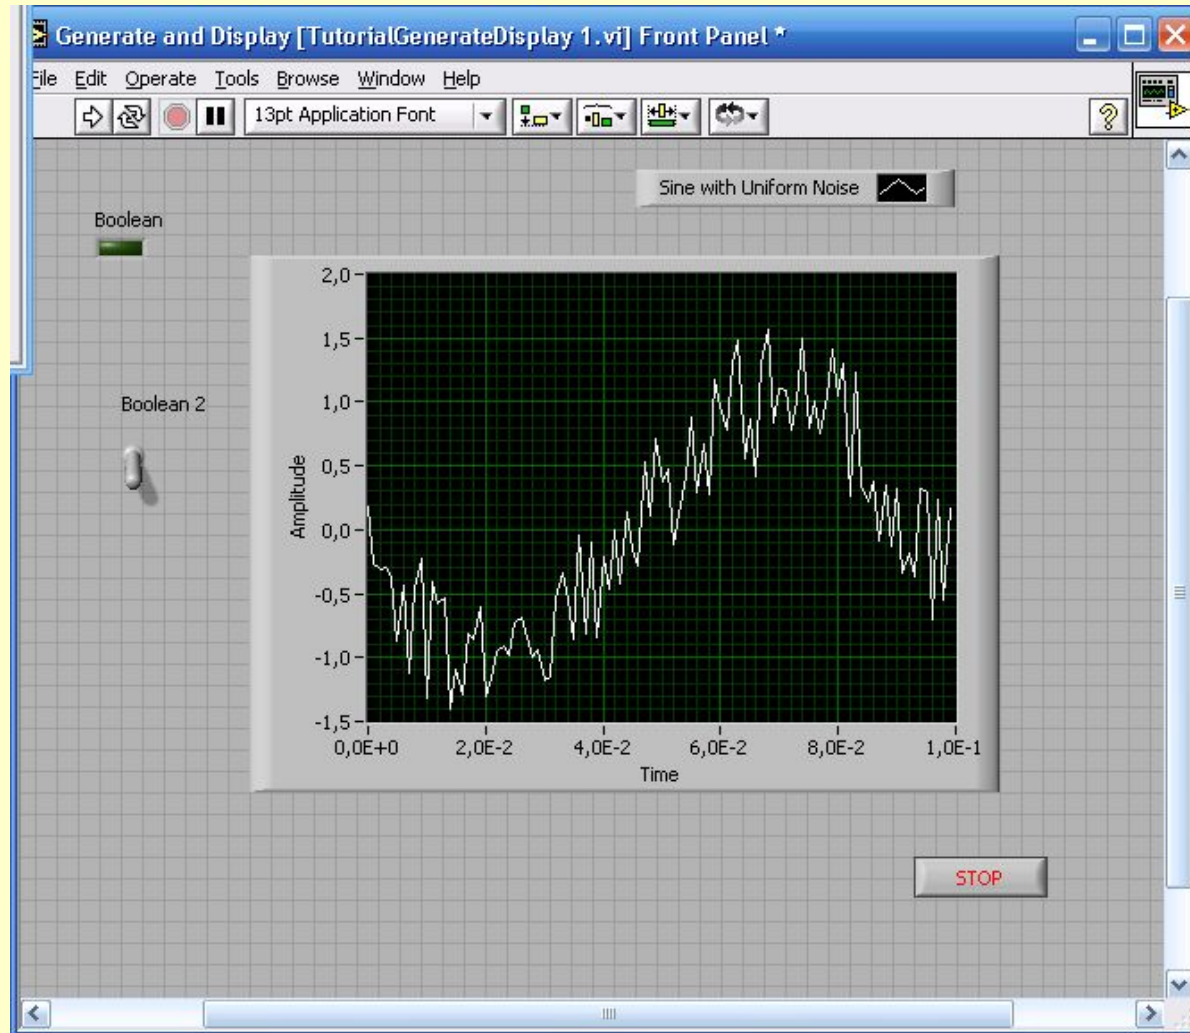 Generate and Display [TutorialGenerateDisplay 1.vi] Front Panel *
File Edit Operate Tools Browse Window Help
13pt Application Font
?
Sine with Uniform Noise
Boolean
Boolean 2
2,0
1,5
1,0
0,5
0,0
-0,5
-1,0
-1,5
Amplitude
0,0E+0 2,0E-2 4,0E-2 6,0E-2 8,0E-2 1,0E-1
Time
STOP